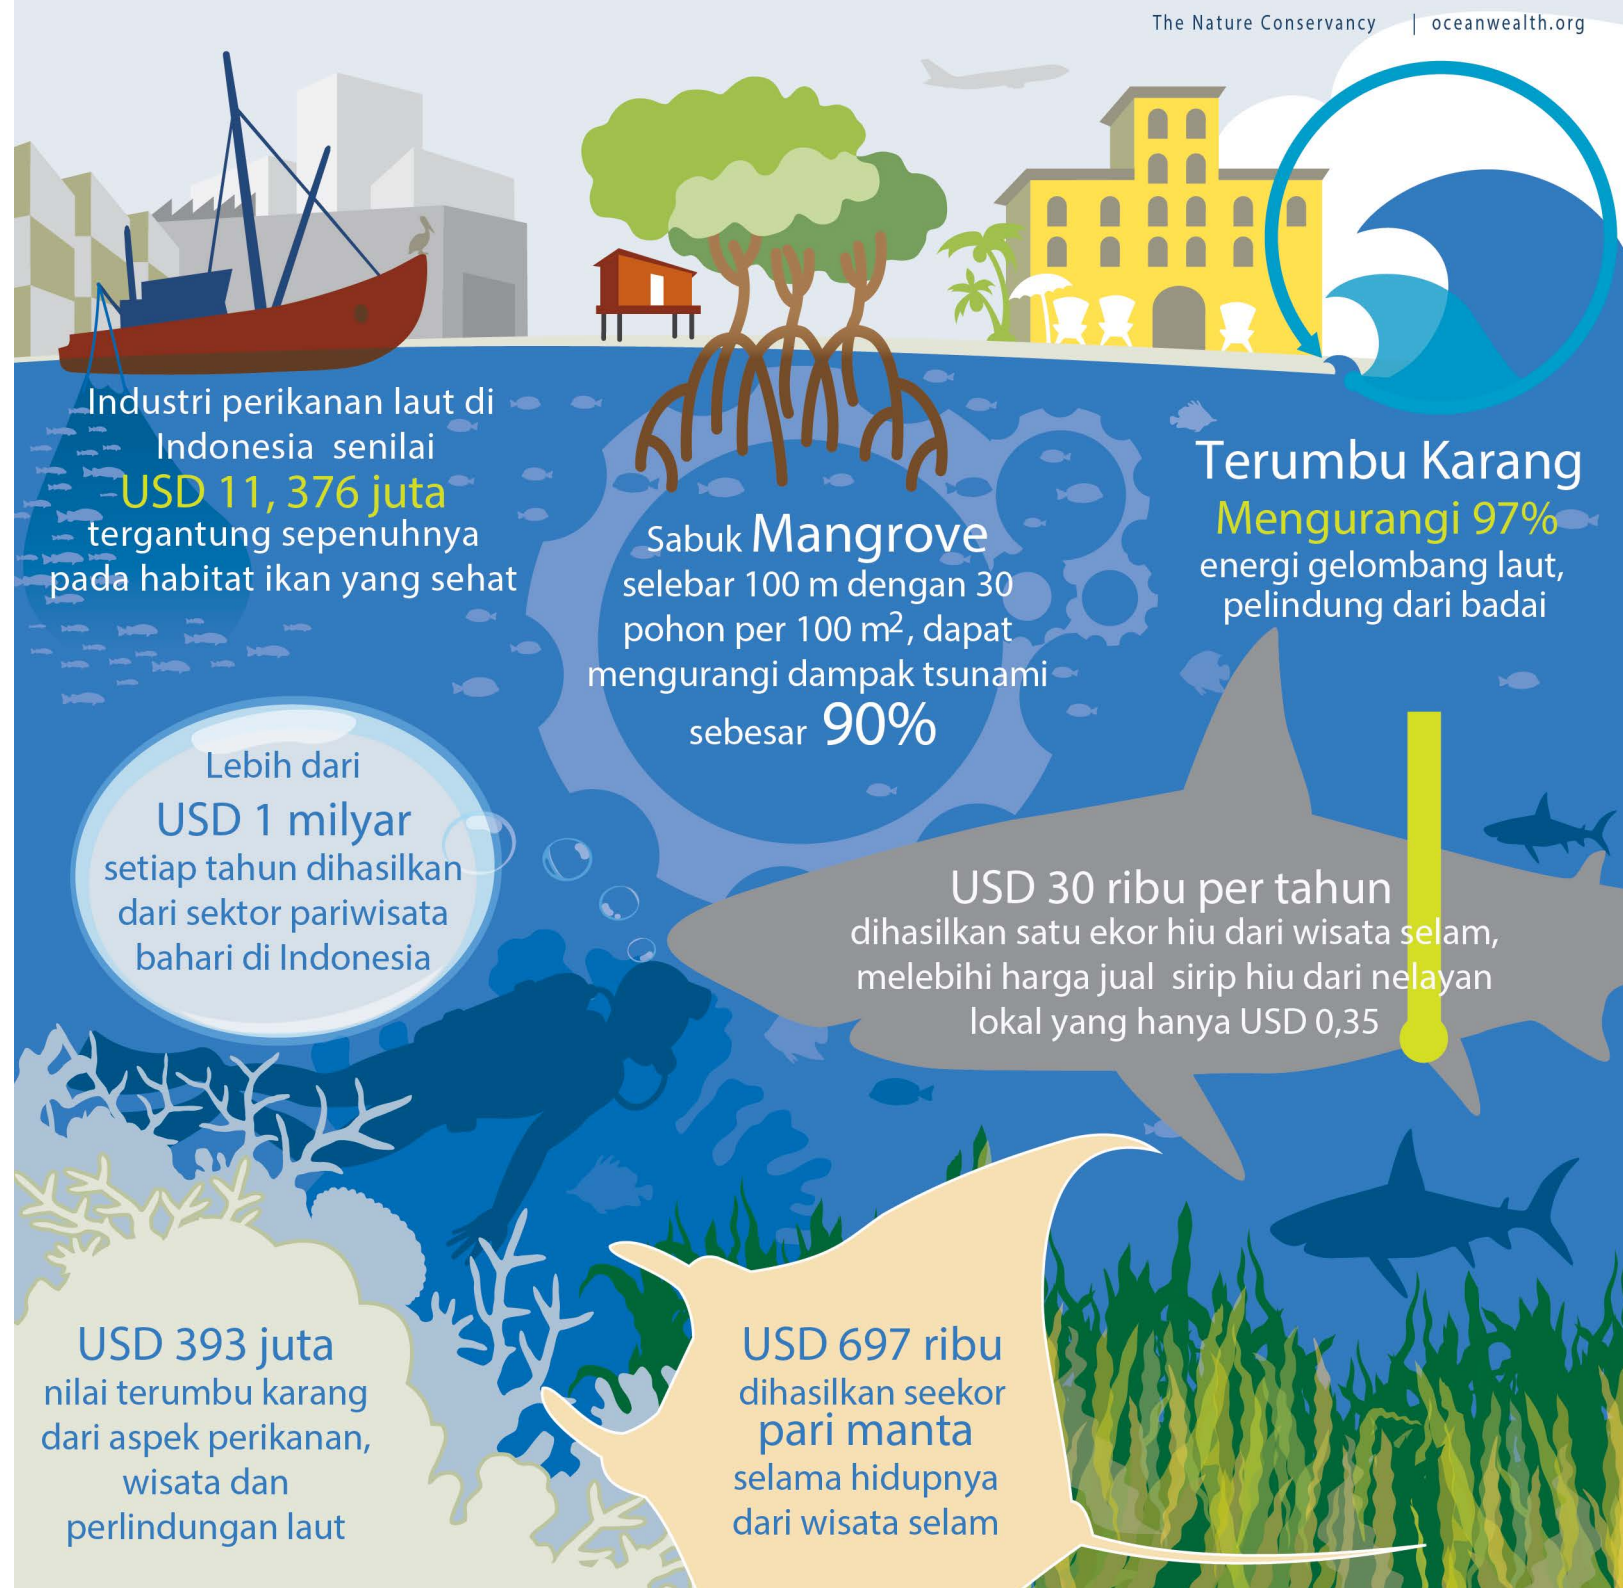 The Nature Conservancy | oceanwealth.org
Industri perikanan laut di
Indonesia senilai
USD 11, 376 juta
tergantung sepenuhnya
pada habitat ikan yang sehat
Sabuk Mangrove
selebar 100 m dengan 30
pohon per 100 m², dapat
mengurangi dampak tsunami
sebesar 90%
Terumbu Karang
Mengurangi 97%
energi gelombang laut,
pelindung dari badai
Lebih dari
USD 1 milyar
setiap tahun dihasilkan
dari sektor pariwisata
bahari di Indonesia
USD 30 ribu per tahun
dihasilkan satu ekor hiu dari wisata selam,
melebihi harga jual sirip hiu dari nelayan
lokal yang hanya USD 0,35
USD 393 juta
nilai terumbu karang
dari aspek perikanan,
wisata dan
perlindungan laut
USD 697 ribu
dihasilkan seekor
pari manta
selama hidupnya
dari wisata selam